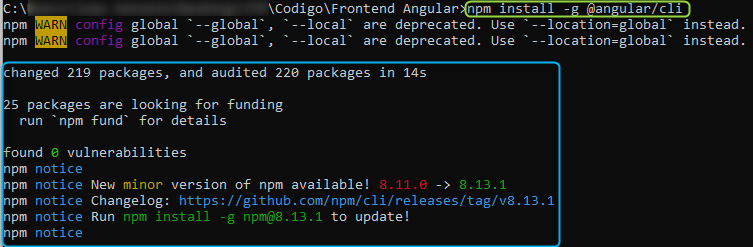 C:\ \Codigo\Frontend Angular>npm install -g @angular/cli
npm WARN config global `--global`, `--local` are deprecated. Use `--location=global` instead.
npm WARN config global `--global`, `--local` are deprecated. Use `--location=global` instead.
changed 219 packages, and audited 220 packages in 14s
25 packages are looking for funding
run `npm fund` for details
found 0 vulnerabilities
npm notice
npm notice New minor version of npm available! 8.11.0 -> 8.13.1
npm notice Changelog: https://github.com/npm/cli/releases/tag/v8.13.1
npm notice Run npm install -g npm@8.13.1 to update!
npm notice